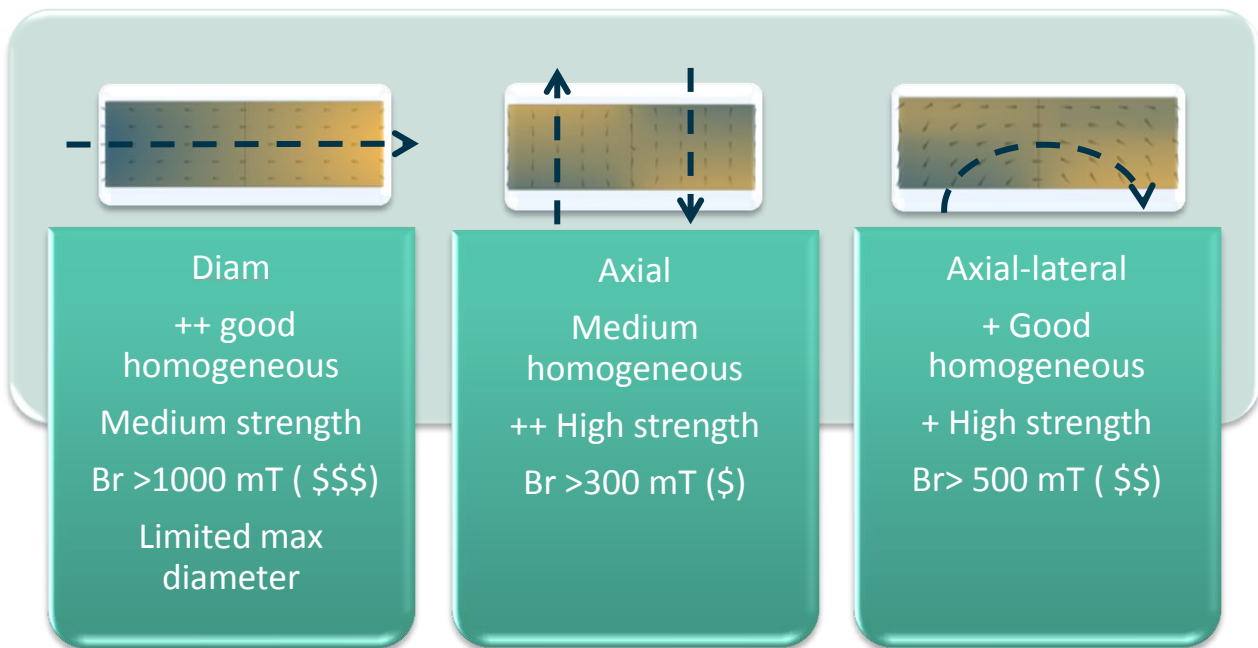 Diam
++ good
homogeneous
Medium strength
Br >1000 mT ( $$$)
Limited max
diameter
Axial
Medium
homogeneous
++ High strength
Br >300 mT ($)
Axial-lateral
+ Good
homogeneous
+ High strength
Br> 500 mT ( $$)